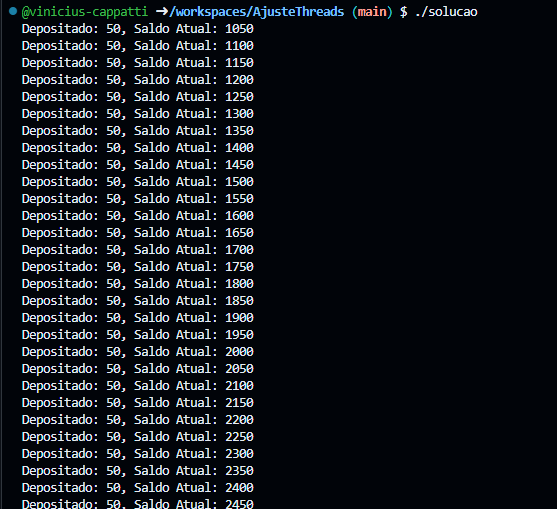 @vinicius-cappatti ➜/workspaces/AjusteThreads (main) $ ./solucao
Depositado: 50, Saldo Atual: 1050
Depositado: 50, Saldo Atual: 1100
Depositado: 50, Saldo Atual: 1150
Depositado: 50, Saldo Atual: 1200
Depositado: 50, Saldo Atual: 1250
Depositado: 50, Saldo Atual: 1300
Depositado: 50, Saldo Atual: 1350
Depositado: 50, Saldo Atual: 1400
Depositado: 50, Saldo Atual: 1450
Depositado: 50, Saldo Atual: 1500
Depositado: 50, Saldo Atual: 1550
Depositado: 50, Saldo Atual: 1600
Depositado: 50, Saldo Atual: 1650
Depositado: 50, Saldo Atual: 1700
Depositado: 50, Saldo Atual: 1750
Depositado: 50, Saldo Atual: 1800
Depositado: 50, Saldo Atual: 1850
Depositado: 50, Saldo Atual: 1900
Depositado: 50, Saldo Atual: 1950
Depositado: 50, Saldo Atual: 2000
Depositado: 50, Saldo Atual: 2050
Depositado: 50, Saldo Atual: 2100
Depositado: 50, Saldo Atual: 2150
Depositado: 50, Saldo Atual: 2200
Depositado: 50, Saldo Atual: 2250
Depositado: 50, Saldo Atual: 2300
Depositado: 50, Saldo Atual: 2350
Depositado: 50, Saldo Atual: 2400
Depositado: 50, Saldo Atual: 2450